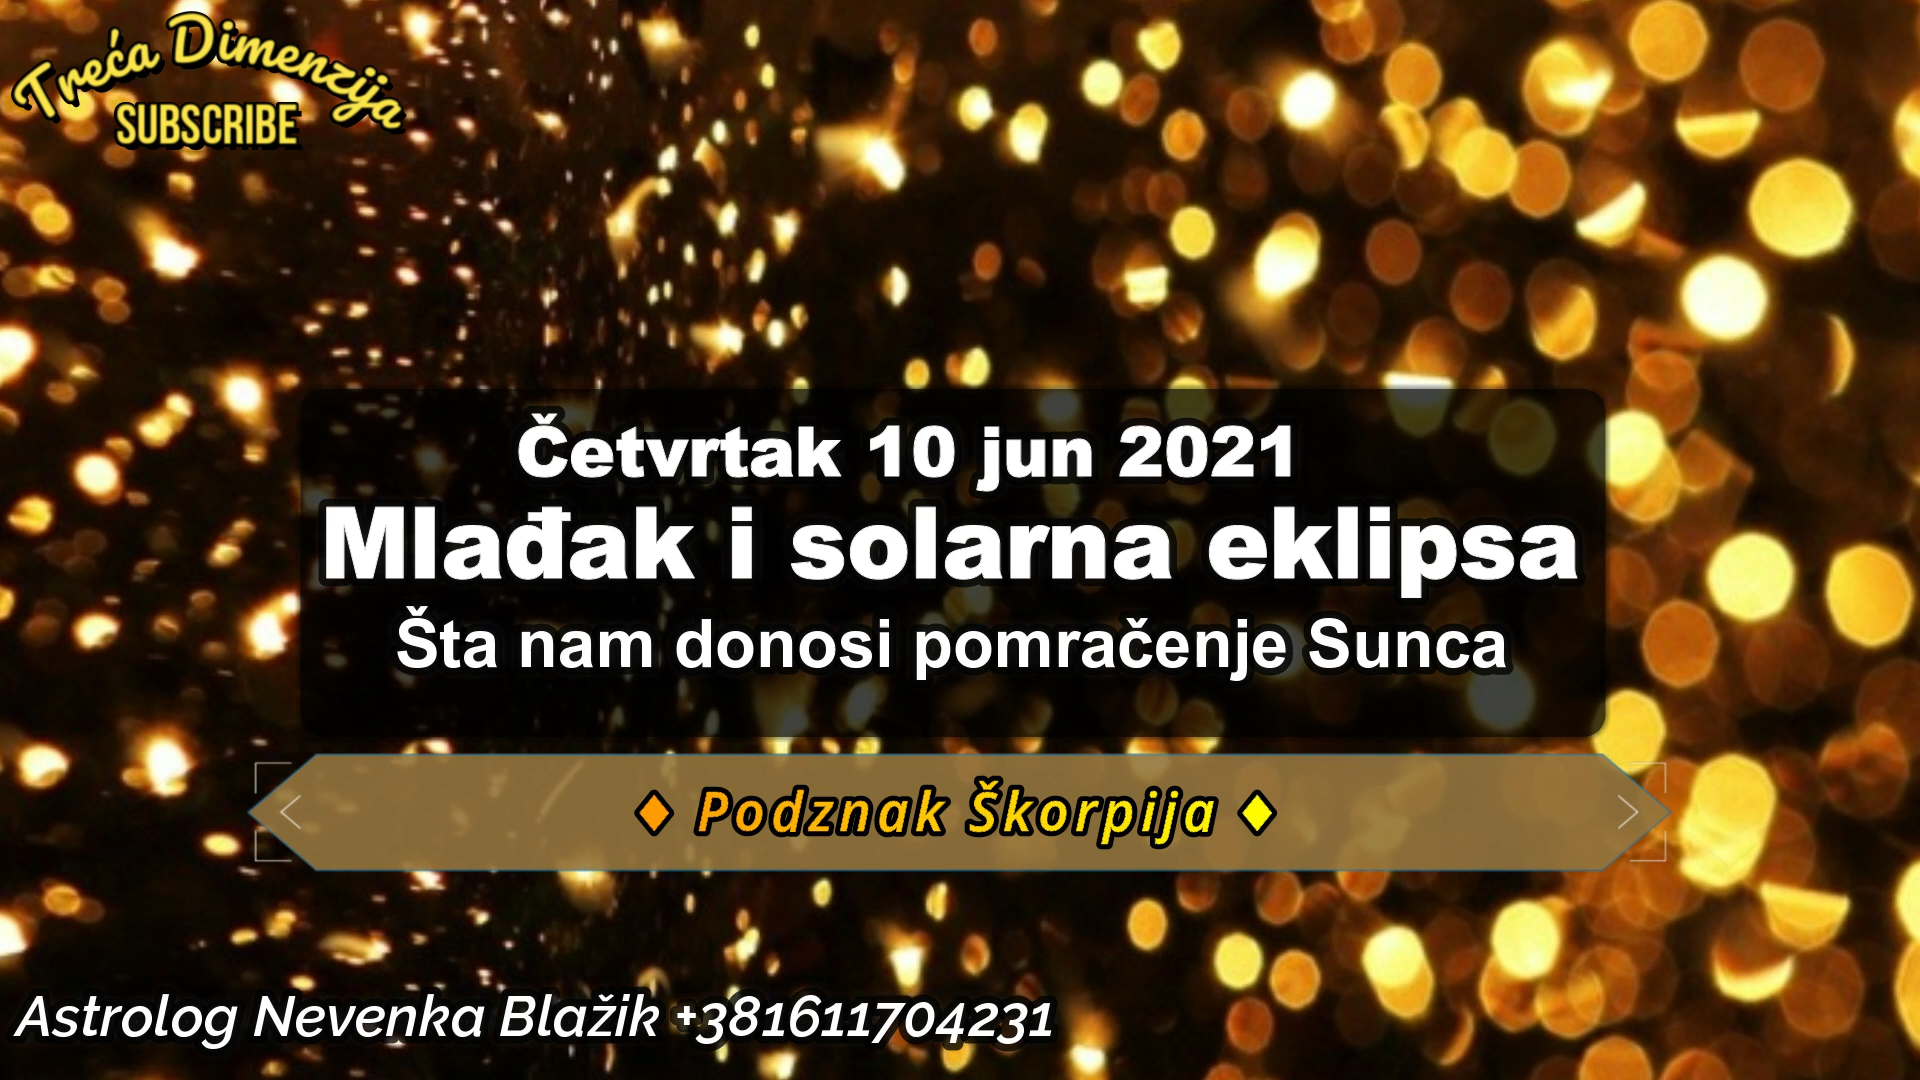 Treća Dimenzija
SUBSCRIBE
Četvrtak 10 jun 2021
Mlađak i solarna eklipsa
Šta nam donosi pomračenje Sunca
♦ Podznak Škorpija ♦
Astrolog Nevenka Blažik +381611704231